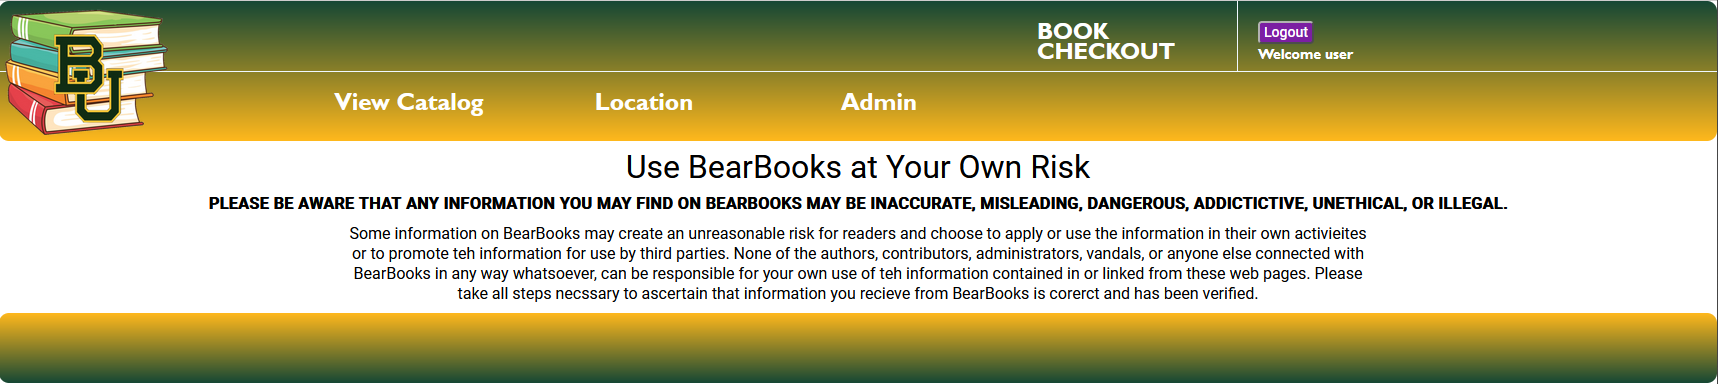 BU
BOOK
CHECKOUT
Logout
Welcome user
View Catalog
Location
Admin
Use BearBooks at Your Own Risk
PLEASE BE AWARE THAT ANY INFORMATION YOU MAY FIND ON BEARBOOKS MAY BE INACCURATE, MISLEADING, DANGEROUS, ADDICTICTIVE, UNETHICAL, OR ILLEGAL.
Some information on BearBooks may create an unreasonable risk for readers and choose to apply or use the information in their own activieites
or to promote teh information for use by third parties. None of the authors, contributors, administrators, vandals, or anyone else connected with
BearBooks in any way whatsoever, can be responsible for your own use of teh information contained in or linked from these web pages. Please
take all steps necssary to ascertain that information you recieve from BearBooks is corerct and has been verified.